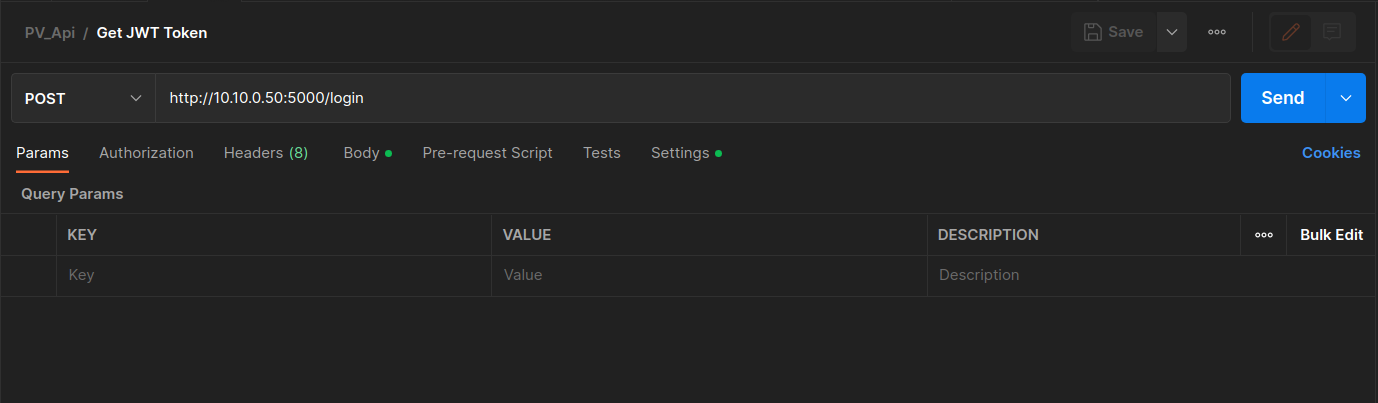 PV_Api / Get JWT Token Save
POST http://10.10.0.50:5000/login Send
Params Authorization Headers (8) Body Pre-request Script Tests Settings Cookies
Query Params
KEY VALUE DESCRIPTION Bulk Edit
Key Value Description